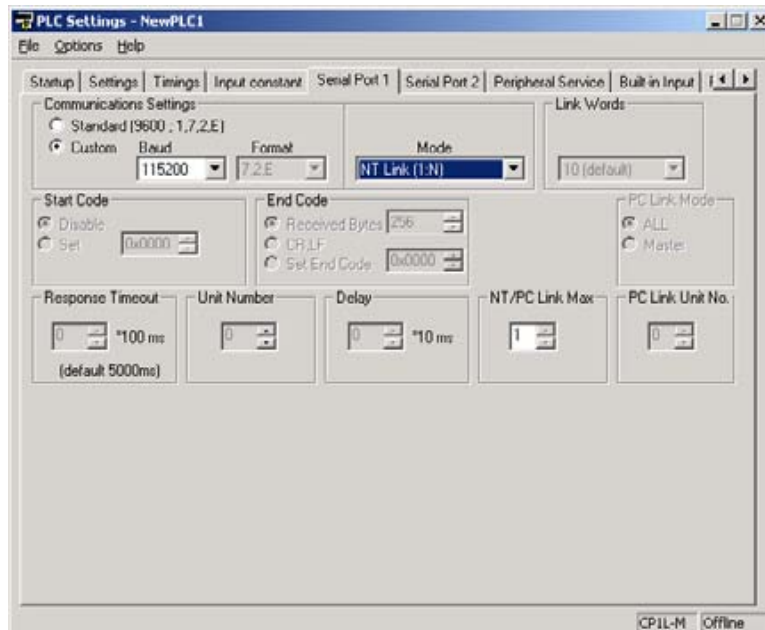 PLC Settings - NewPLC1
File Options Help
Startup Settings Timings Input constant Serial Port 1 Serial Port 2 Peripheral Service Built-in Input
Communications Settings Link Words
Standard (9600 ; 1,7,2,E)
Custom Baud Format Mode
115200 7,2,E NT Link (1:N) 10 (default)
Start Code End Code PC Link Mode
Disable Received Bytes 256 ALL
Set 0x0000 CR,LF Master
Set End Code 0x0000
Response Timeout Unit Number Delay NT/PC Link Max PC Link Unit No.
0 *100 ms 0 0 *10 ms 1 0
(default 5000ms)
CP1L-M Offline